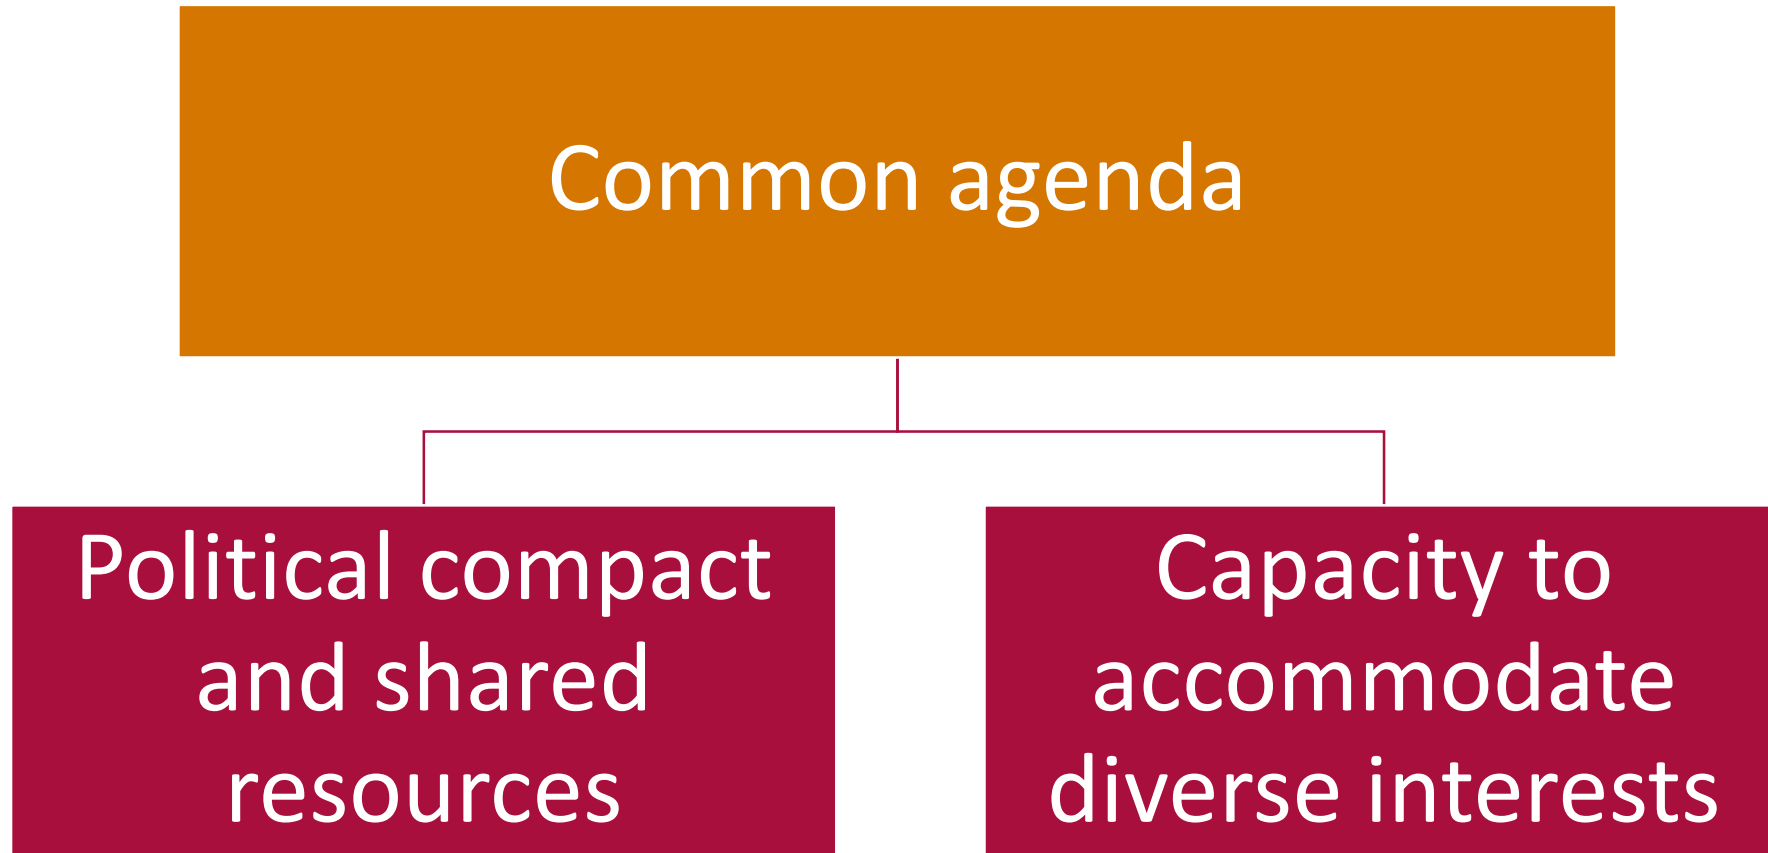 Common agenda
Political compact
and shared
resources
Capacity to
accommodate
diverse interests